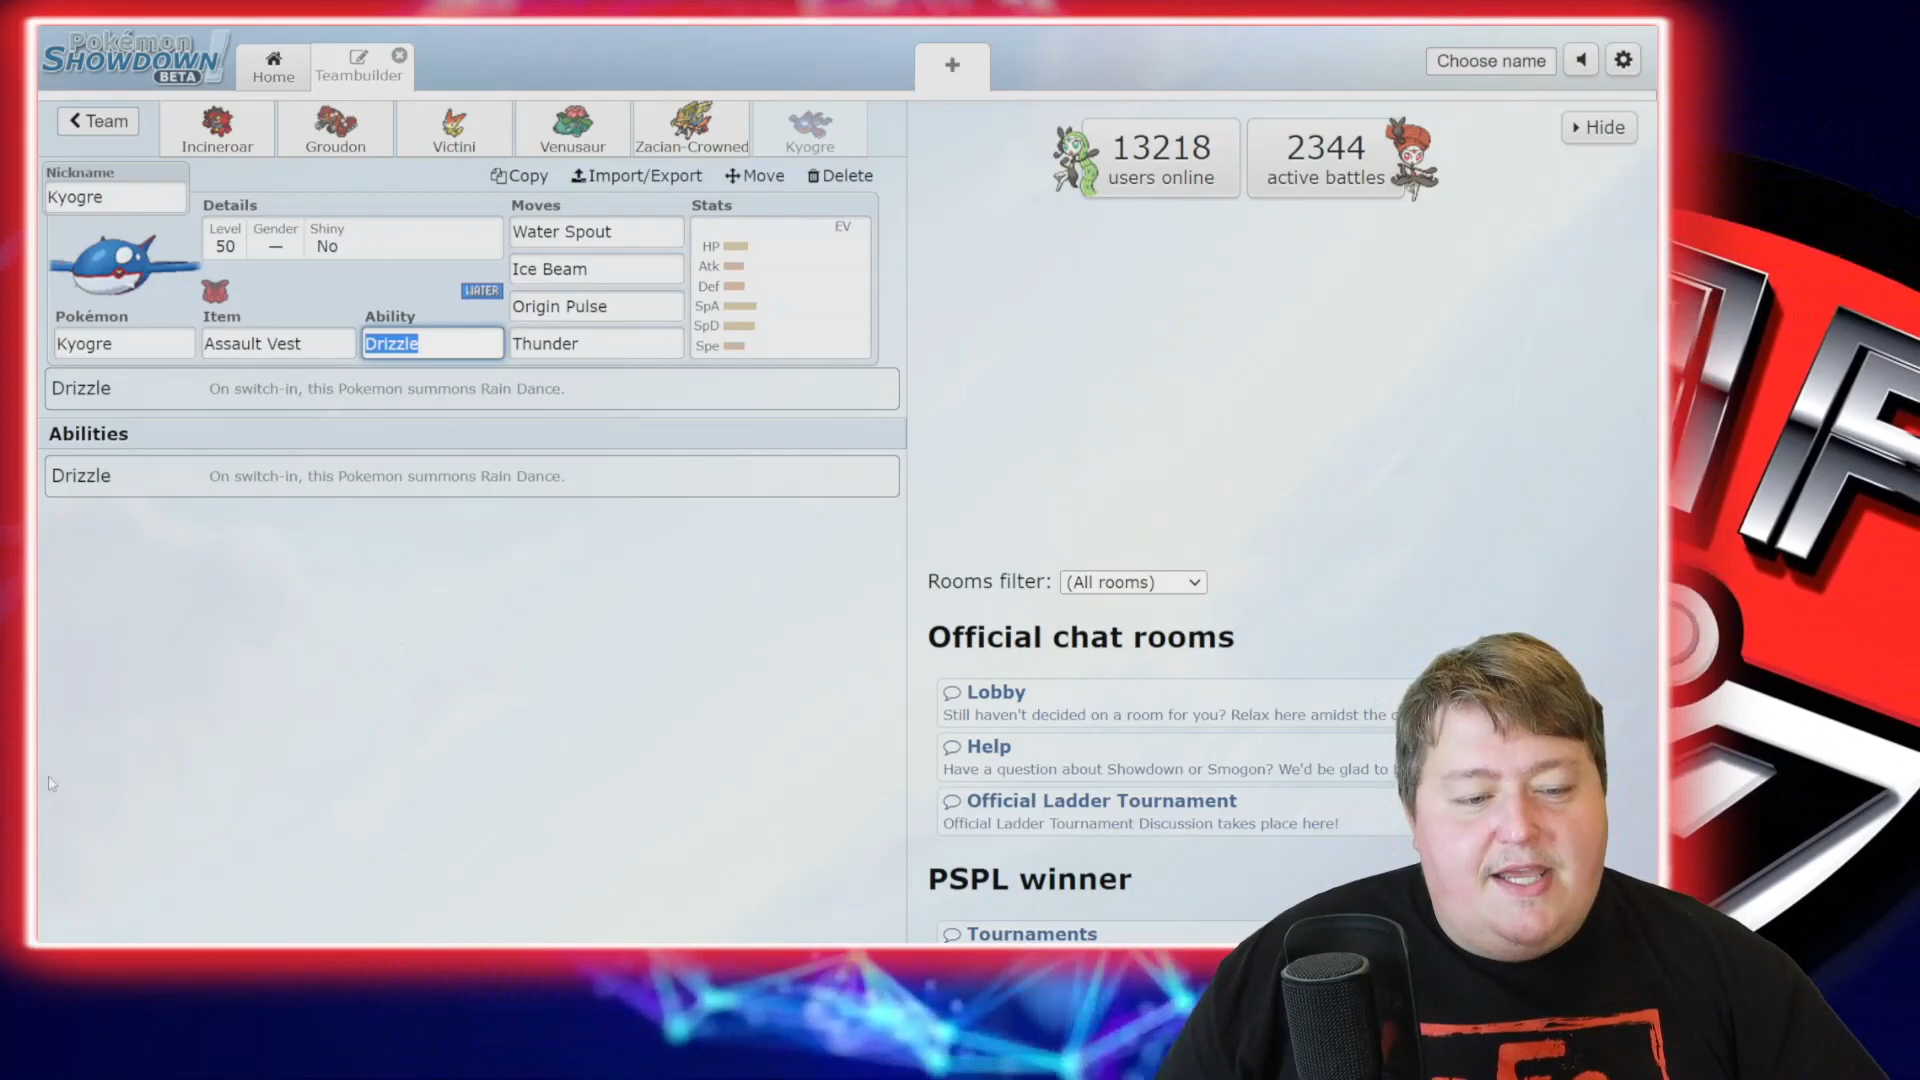 Pokémon
SHOWDOWN!
BETA
Home
Teambuilder
+
Choose name
Team
Incineroar
Groudon
Victini
Venusaur
Zacian-Crowned
Kyogre
13218
users online
2344
active battles
Hide
Nickname
Kyogre
Copy
Import/Export
Move
Delete
Details
Level
50
Gender
—
Shiny
No
WATER
Pokémon
Kyogre
Item
Assault Vest
Ability
Drizzle
Moves
Water Spout
Ice Beam
Origin Pulse
Thunder
Stats
EV
HP
Atk
Def
SpA
SpD
Spe
Drizzle On switch-in, this Pokemon summons Rain Dance.
Abilities
Drizzle On switch-in, this Pokemon summons Rain Dance.
Rooms filter: (All rooms)
Official chat rooms
Lobby
Still haven't decided on a room for you? Relax here amidst the
Help
Have a question about Showdown or Smogon? We'd be glad to
Official Ladder Tournament
Official Ladder Tournament Discussion takes place here!
PSPL winner
Tournaments